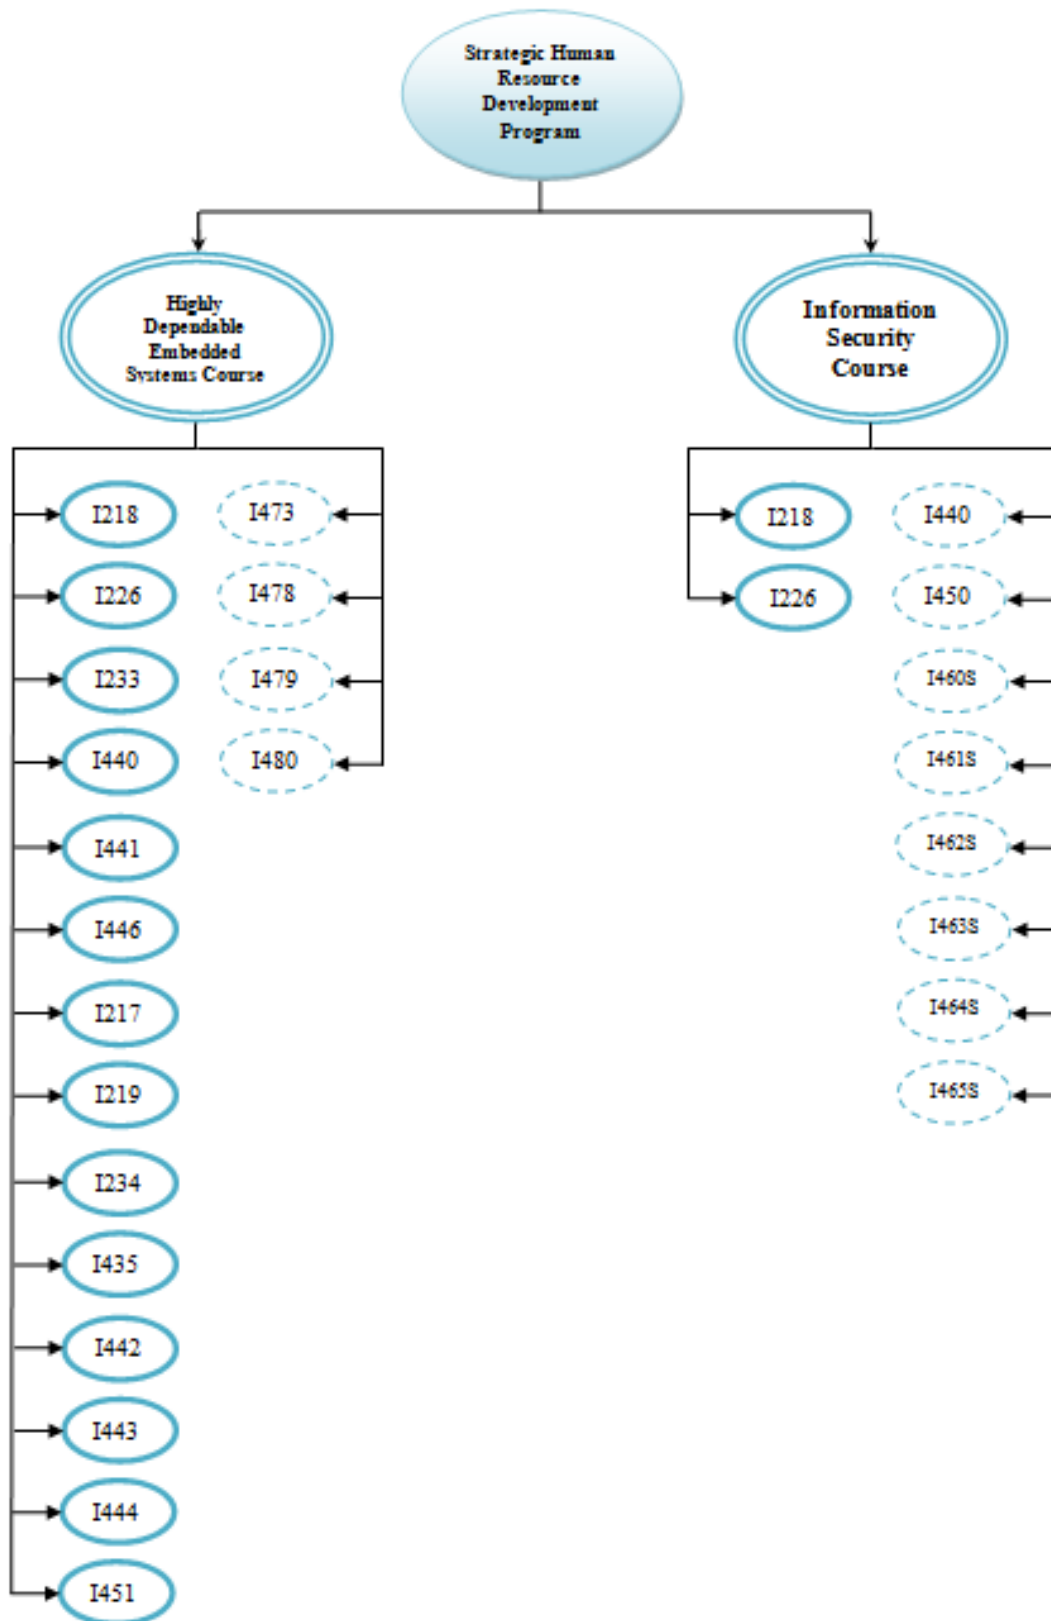 Strategic Human
Resource
Development
Program
Highly
Dependable
Embedded
Systems Course
Information
Security
Course
I218
I226
I233
I440
I441
I446
I217
I219
I234
I435
I442
I443
I444
I451
I473
I478
I479
I480
I218
I226
I440
I450
I460S
I461S
I462S
I463S
I464S
I465S